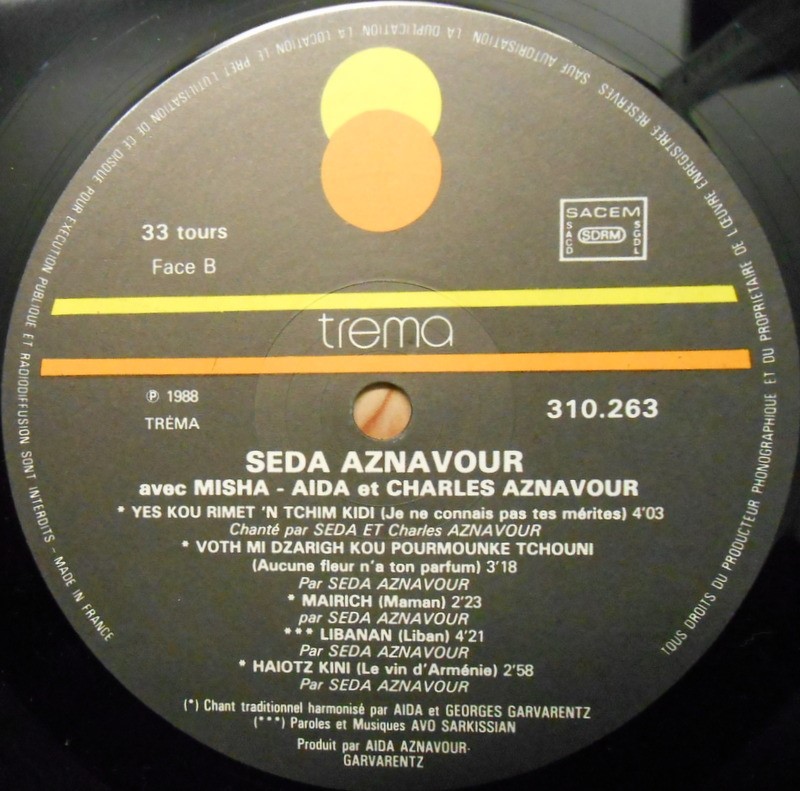 TOUS DROITS DU PRODUCTEUR PHONOGRAPHIQUE ET DU PROPRIETAIRE DE L'ŒUVRE ENREGISTREE RESERVES SAUF AUTORISATION LA DUPLICATION LA LOCATION LE PRET L'UTILISATION DE CE DISQUE POUR EXECUTION PUBLIQUE ET RADIODIFFUSION SONT INTERDITS - MADE IN FRANCE
33 tours
Face B
SACEM
SACD
SDRM
SGDL
trema
℗ 1988
TRÉMA
310.263
SEDA AZNAVOUR
avec MISHA - AIDA et CHARLES AZNAVOUR
* YES KOU RIMET 'N TCHIM KIDI (Je ne connais pas tes mérites) 4'03
Chanté par SEDA ET Charles AZNAVOUR
* VOTH MI DZARIGH KOU POURMOUNKE TCHOUNI
(Aucune fleur n'a ton parfum) 3'18
Par SEDA AZNAVOUR
* MAIRICH (Maman) 2'23
par SEDA AZNAVOUR
*** LIBANAN (Liban) 4'21
Par SEDA AZNAVOUR
* HAIOTZ KINI (Le vin d'Arménie) 2'58
Par SEDA AZNAVOUR
(*) Chant traditionnel harmonisé par AIDA et GEORGES GARVARENTZ
(***) Paroles et Musiques AVO SARKISSIAN
Produit par AIDA AZNAVOUR-
GARVARENTZ